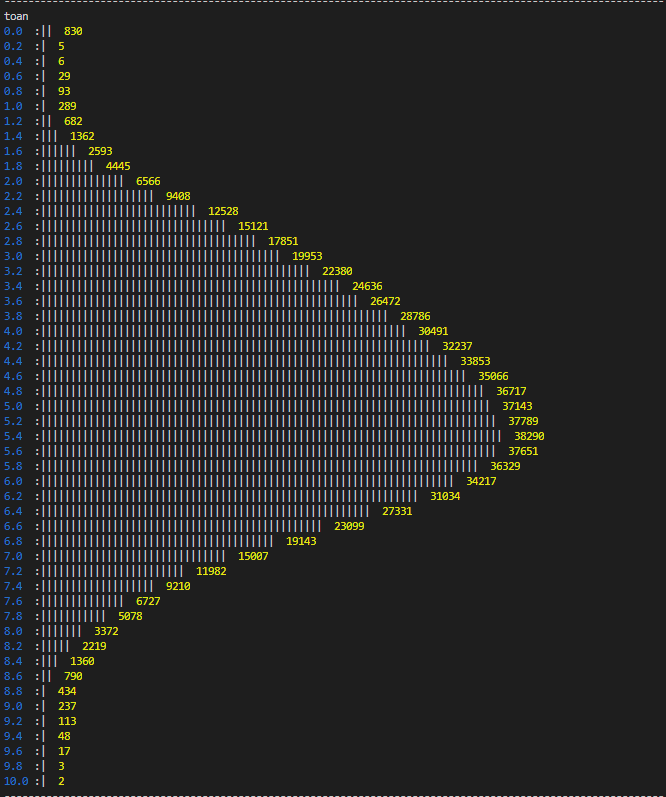 toan
0.0 : 830
0.2 : 5
0.4 : 6
0.6 : 29
0.8 : 93
1.0 : 289
1.2 : 682
1.4 : 1362
1.6 : 2593
1.8 : 4445
2.0 : 6566
2.2 : 9408
2.4 : 12528
2.6 : 15121
2.8 : 17851
3.0 : 19953
3.2 : 22380
3.4 : 24636
3.6 : 26472
3.8 : 28786
4.0 : 30491
4.2 : 32237
4.4 : 33853
4.6 : 35066
4.8 : 36717
5.0 : 37143
5.2 : 37789
5.4 : 38290
5.6 : 37651
5.8 : 36329
6.0 : 34217
6.2 : 31034
6.4 : 27331
6.6 : 23099
6.8 : 19143
7.0 : 15007
7.2 : 11982
7.4 : 9210
7.6 : 6727
7.8 : 5078
8.0 : 3372
8.2 : 2219
8.4 : 1360
8.6 : 790
8.8 : 434
9.0 : 237
9.2 : 113
9.4 : 48
9.6 : 17
9.8 : 3
10.0 : 2